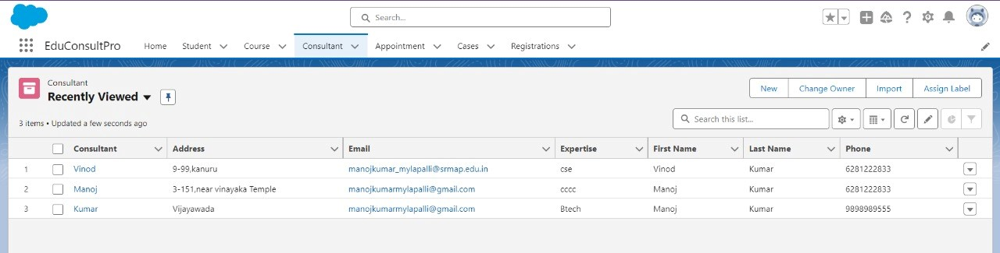 Search...
EduConsultPro Home Student Course Consultant Appointment Cases Registrations
Consultant
Recently Viewed
New Change Owner Import Assign Label
3 items • Updated a few seconds ago
Search this list...
Consultant Address Email Expertise First Name Last Name Phone
1 Vinod 9-99,kanuru manojkumar_mylapalli@srmap.edu.in cse Vinod Kumar 6281222833
2 Manoj 3-151,near vinayaka Temple manojkumarmylapalli@gmail.com cccc Manoj Kumar 6281222833
3 Kumar Vijayawada manojkumarmylapalli@gmail.com Btech Manoj Kumar 9898989555